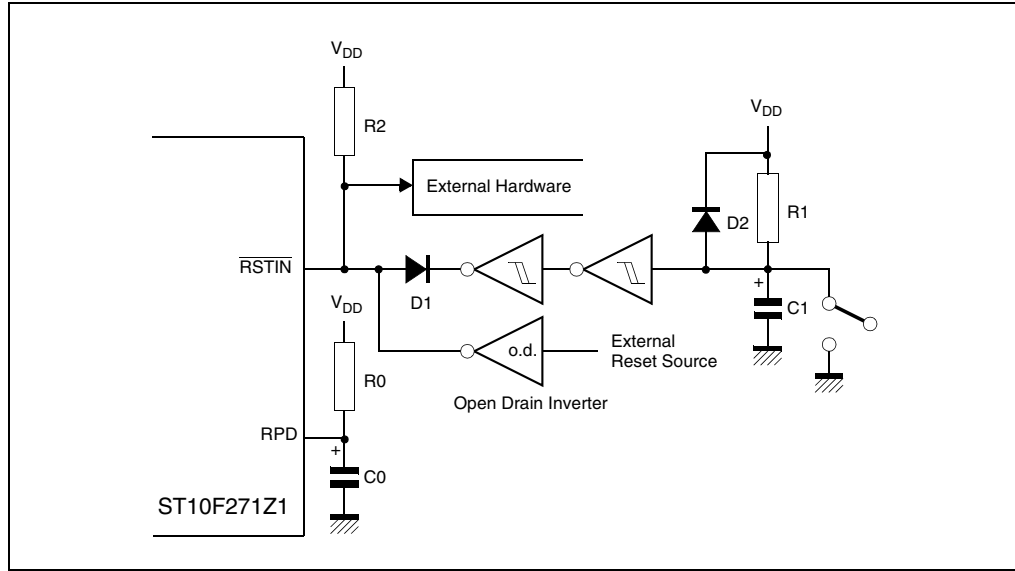 VDD
R2
VDD
External Hardware
D2
R1
RSTIN
D1
+
C1
VDD
o.d.
External
Reset Source
R0
Open Drain Inverter
RPD
+
C0
ST10F271Z1